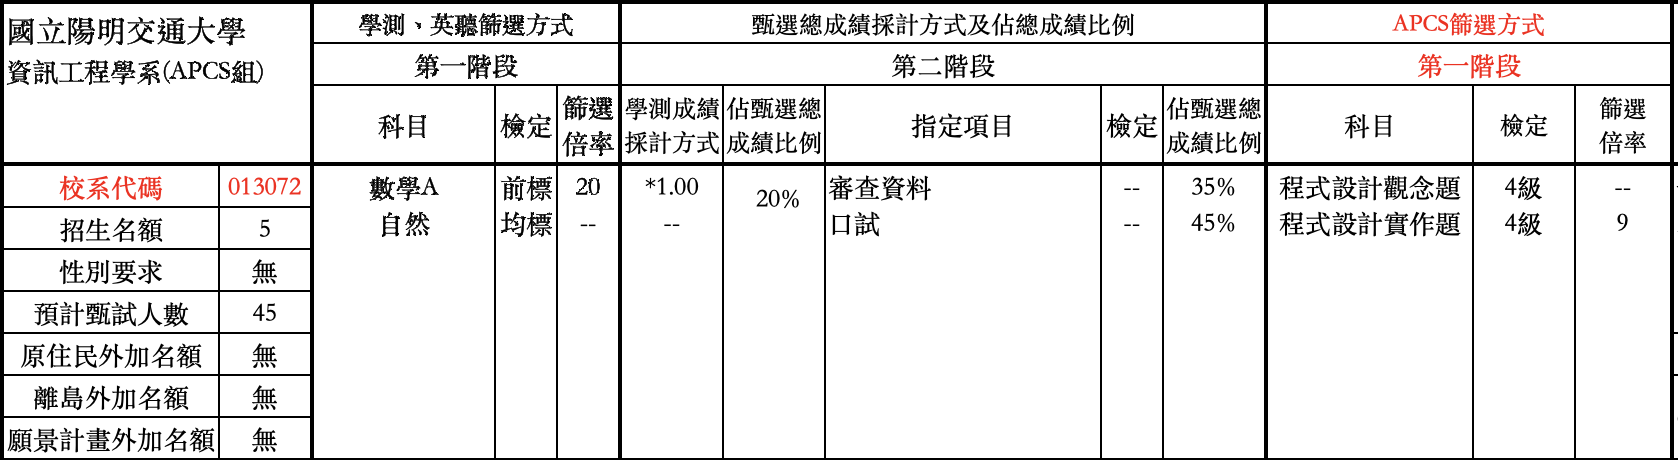 國立陽明交通大學
資訊工程學系(APCS組)
學測、英聽篩選方式
甄選總成績採計方式及佔總成績比例
APCS篩選方式
第一階段
第二階段
第一階段
科目
檢定
篩選
倍率
學測成績
採計方式
佔甄選總
成績比例
指定項目
檢定
佔甄選總
成績比例
科目
檢定
篩選
倍率
校系代碼 013072
招生名額 5
性別要求 無
預計甄試人數 45
原住民外加名額 無
離島外加名額 無
願景計畫外加名額 無
數學A 前標 20 *1.00
自然 均標 -- --
20%
審查資料 -- 35%
口試 -- 45%
程式設計觀念題 4級 --
程式設計實作題 4級 9